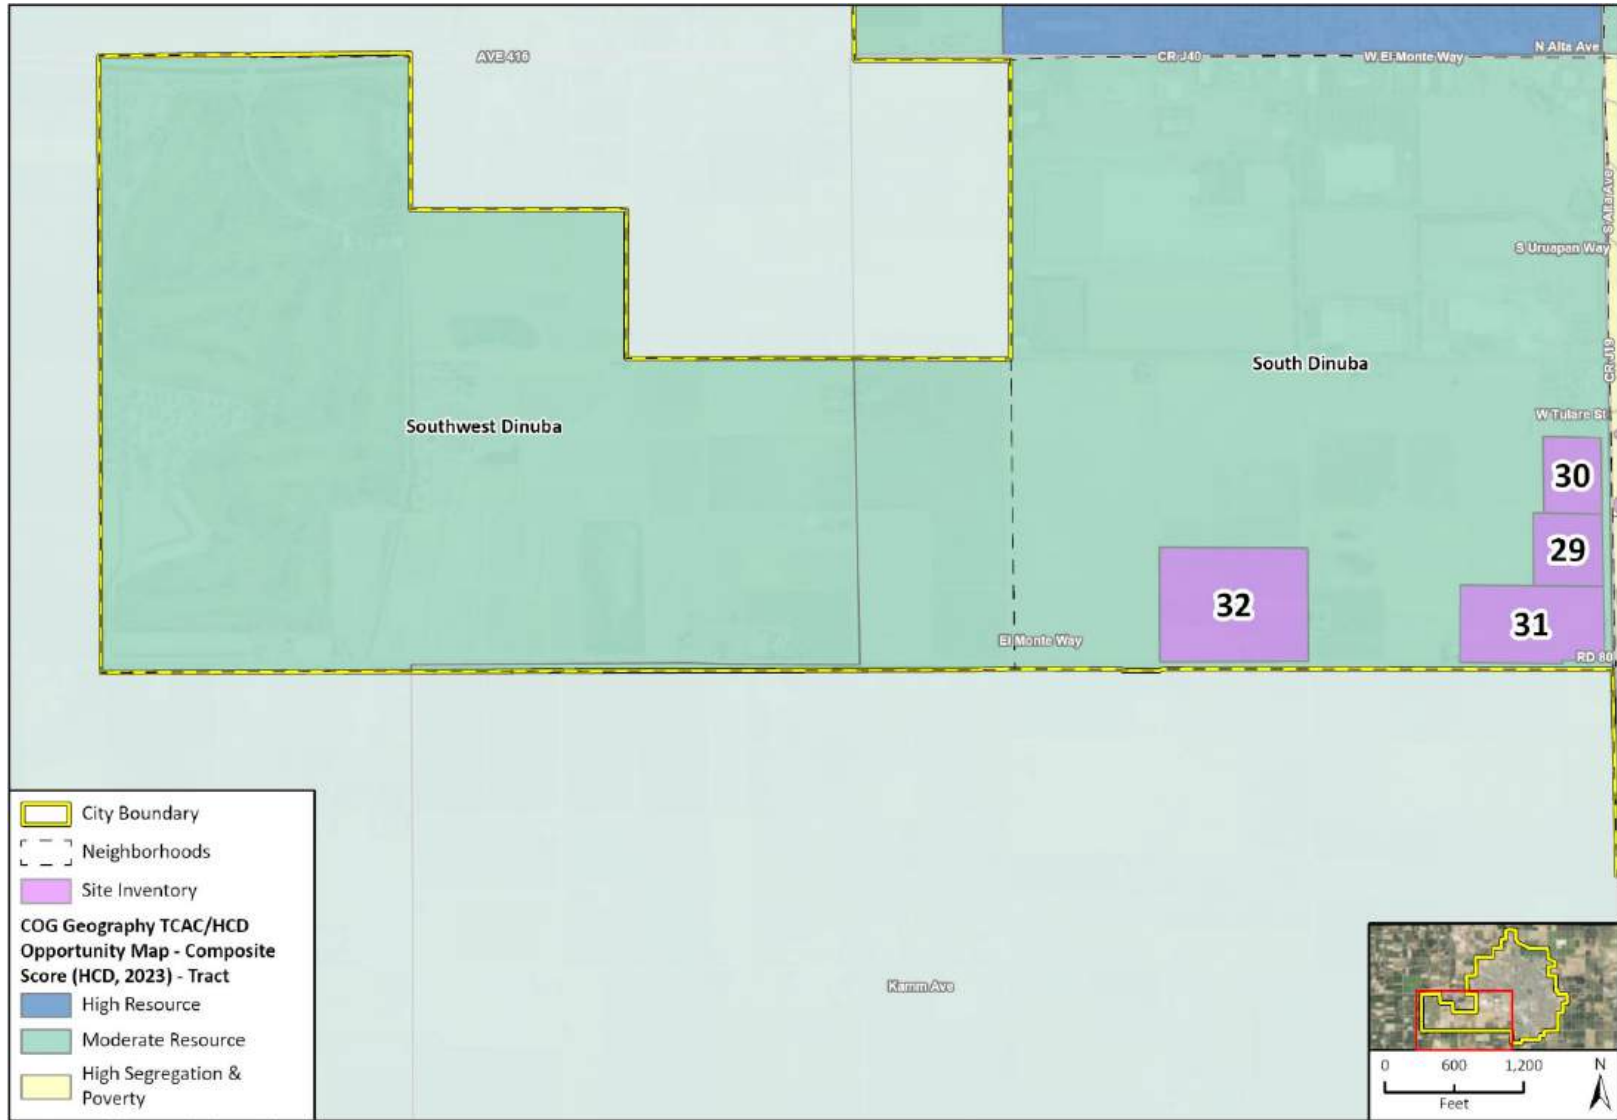 AVE 416
CR J40
W El Monte Way
N Alta Ave
S Alta Ave
S Uruapan Way
South Dinuba
CR J19
Southwest Dinuba
W Tulare St
30
29
32
31
El Monte Way
RD 80
Kamm Ave
City Boundary
Neighborhoods
Site Inventory
COG Geography TCAC/HCD
Opportunity Map - Composite
Score (HCD, 2023) - Tract
High Resource
Moderate Resource
High Segregation &
Poverty
0 600 1,200
Feet
N